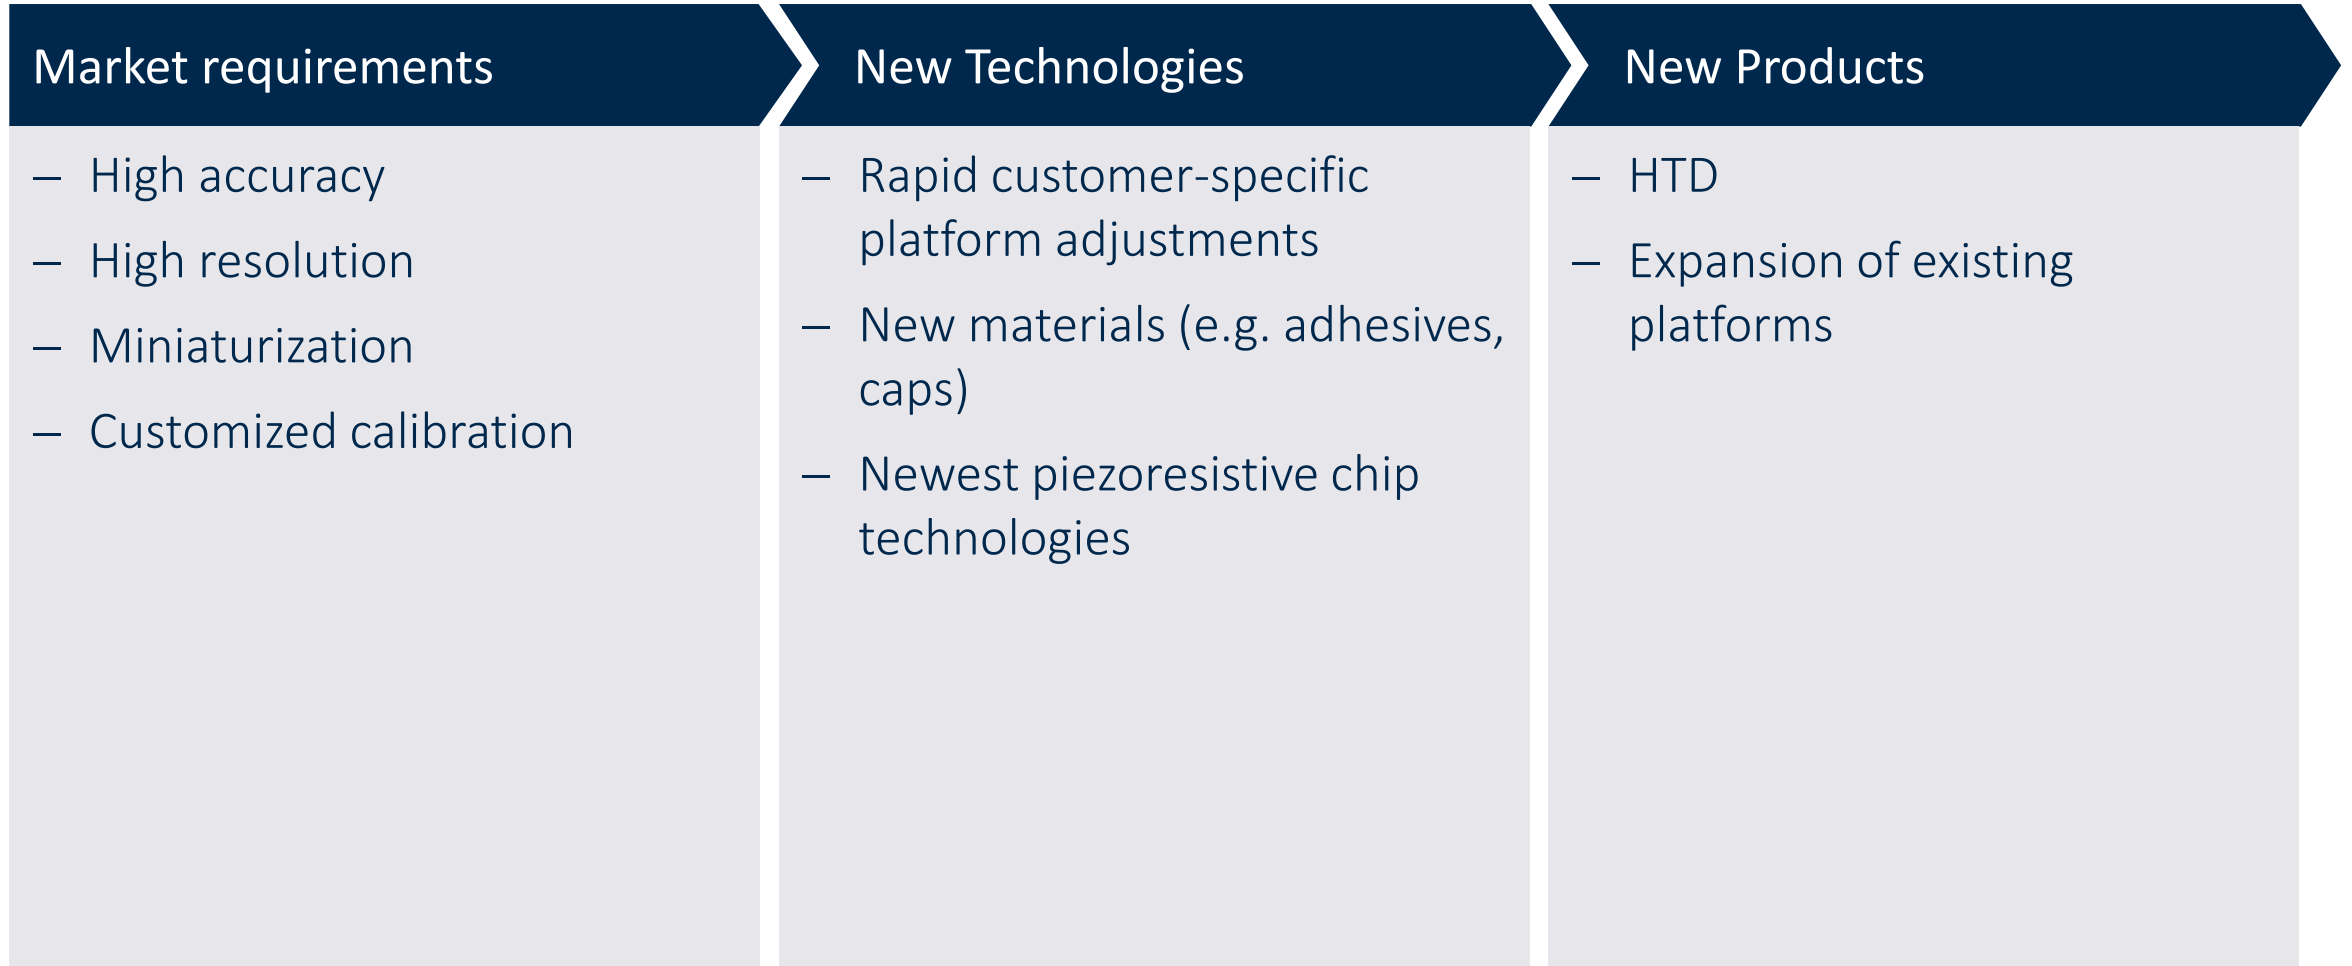 Market requirements
– High accuracy
– High resolution
– Miniaturization
– Customized calibration
New Technologies
– Rapid customer-specific
platform adjustments
– New materials (e.g. adhesives,
caps)
– Newest piezoresistive chip
technologies
New Products
– HTD
– Expansion of existing
platforms